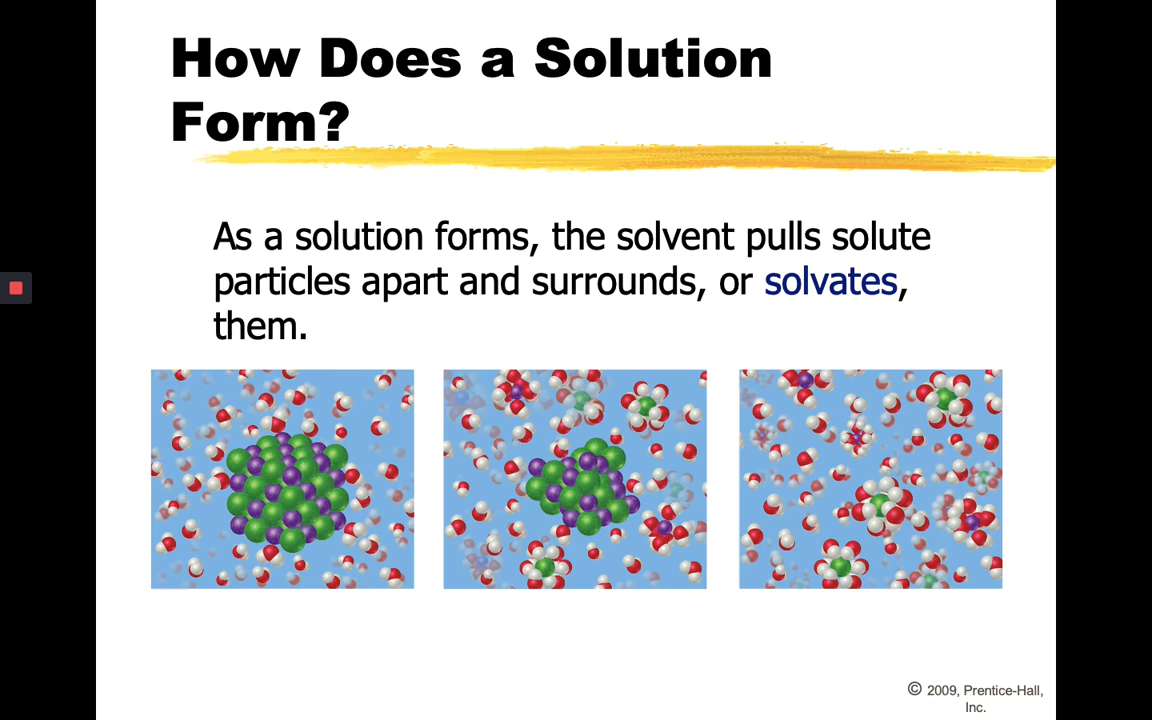 How Does a Solution
Form?
As a solution forms, the solvent pulls solute
particles apart and surrounds, or solvates,
them.
© 2009, Prentice-Hall,
Inc.